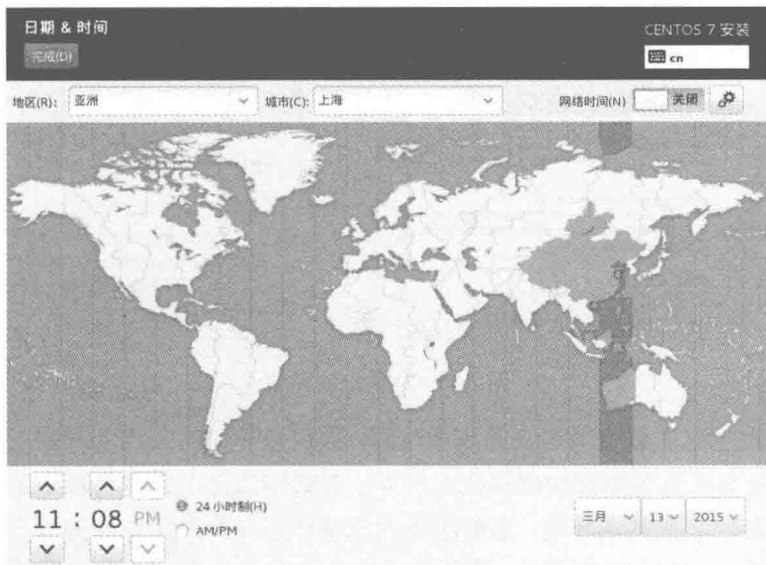 日期 & 时间
CENTOS 7 安装
完成(D)
cn
地区(R): 亚洲 城市(C): 上海 网络时间(N) 关闭
11 : 08 PM
24 小时制(H)
AM/PM
三月 13 2015